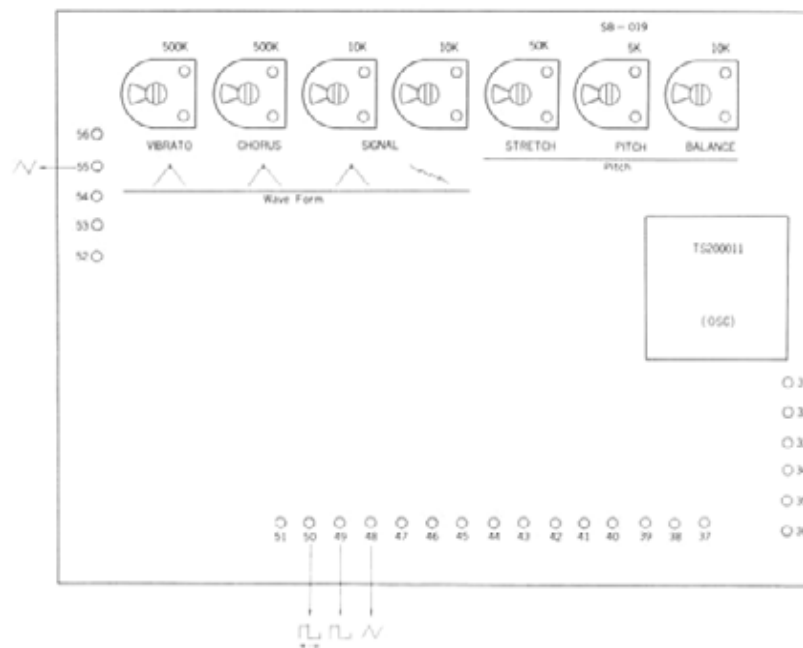 SB-019
500K 500K 10K 10K 50K 5K 10K
VIBRATO CHORUS SIGNAL STRETCH PITCH BALANCE
Pitch
Wave Form
56
55
54
53
52
TS200011
(OSC)
51 50 49 48 47 46 45 44 43 42 41 40 39 38 37